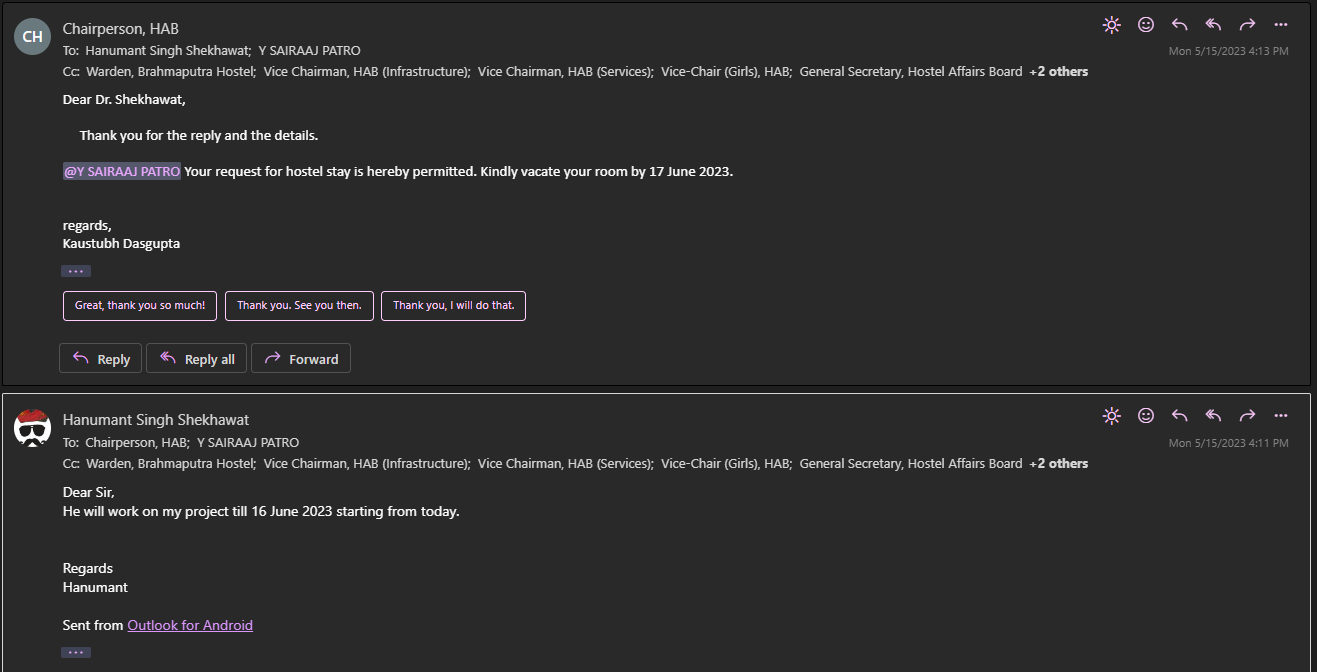 CH
Chairperson, HAB
To: Hanumant Singh Shekhawat; Y SAIRAAJ PATRO
Mon 5/15/2023 4:13 PM
Cc: Warden, Brahmaputra Hostel; Vice Chairman, HAB (Infrastructure); Vice Chairman, HAB (Services); Vice-Chair (Girls), HAB; General Secretary, Hostel Affairs Board +2 others
Dear Dr. Shekhawat,
Thank you for the reply and the details.
@Y SAIRAAJ PATRO Your request for hostel stay is hereby permitted. Kindly vacate your room by 17 June 2023.
regards,
Kaustubh Dasgupta
...
Great, thank you so much! Thank you. See you then. Thank you, I will do that.
Reply Reply all Forward
Hanumant Singh Shekhawat
To: Chairperson, HAB; Y SAIRAAJ PATRO
Mon 5/15/2023 4:11 PM
Cc: Warden, Brahmaputra Hostel; Vice Chairman, HAB (Infrastructure); Vice Chairman, HAB (Services); Vice-Chair (Girls), HAB; General Secretary, Hostel Affairs Board +2 others
Dear Sir,
He will work on my project till 16 June 2023 starting from today.
Regards
Hanumant
Sent from Outlook for Android
...